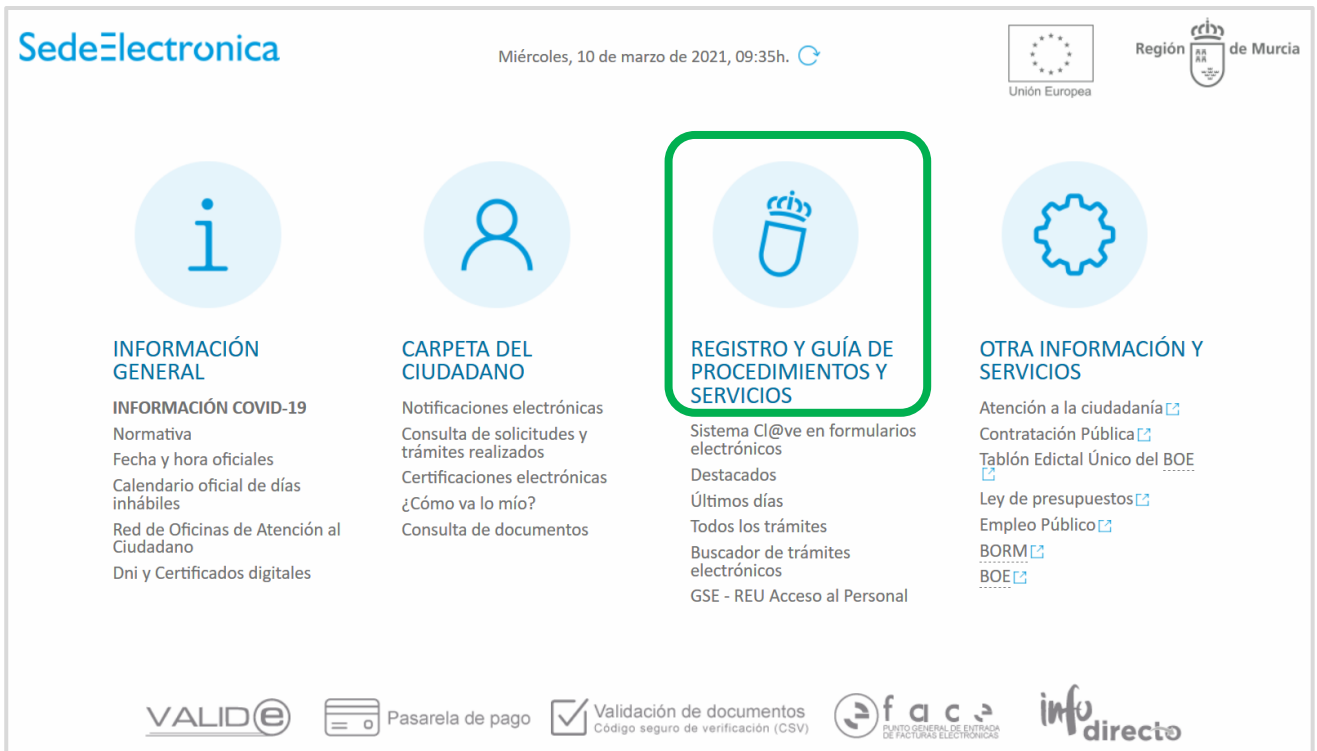 SedeElectronica
Miércoles, 10 de marzo de 2021, 09:35h.
Unión Europea
Región de Murcia
INFORMACIÓN
GENERAL
INFORMACIÓN COVID-19
Normativa
Fecha y hora oficiales
Calendario oficial de días
inhábiles
Red de Oficinas de Atención al
Ciudadano
Dni y Certificados digitales
CARPETA DEL
CIUDADANO
Notificaciones electrónicas
Consulta de solicitudes y
trámites realizados
Certificaciones electrónicas
¿Cómo va lo mío?
Consulta de documentos
REGISTRO Y GUÍA DE
PROCEDIMIENTOS Y
SERVICIOS
Sistema Cl@ve en formularios
electrónicos
Destacados
Últimos días
Todos los trámites
Buscador de trámites
electrónicos
GSE - REU Acceso al Personal
OTRA INFORMACIÓN Y
SERVICIOS
Atención a la ciudadanía
Contratación Pública
Tablón Edictal Único del BOE
Ley de presupuestos
Empleo Público
BORM
BOE
VALIDe
Pasarela de pago
Validación de documentos
Código seguro de verificación (CSV)
face
PUNTO GENERAL DE ENTRADA
DE FACTURAS ELECTRÓNICAS
info
directo